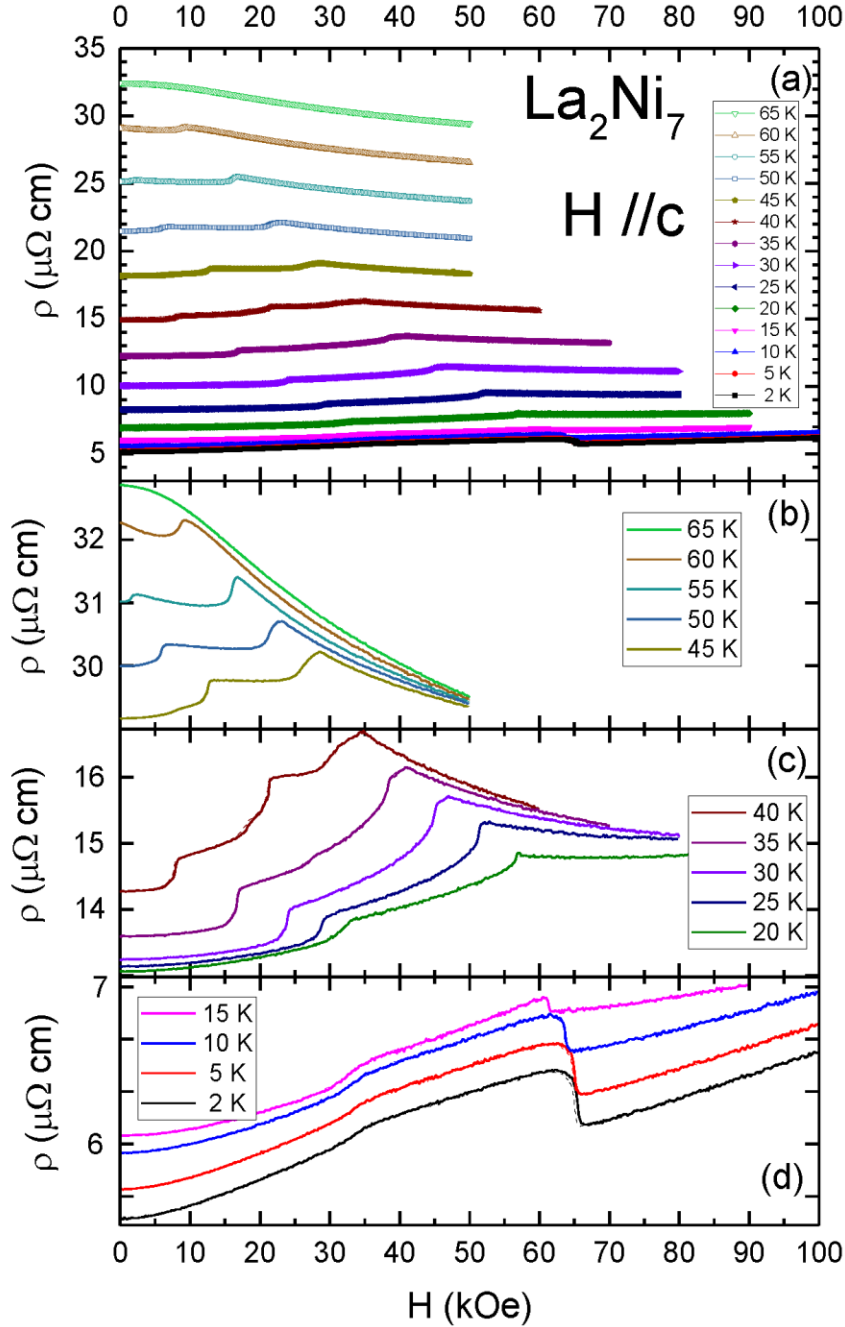 0 10 20 30 40 50 60 70 80 90 100
35
30
25
20
15
10
5
ρ (μΩ cm)
(a)
La2Ni7
H //c
65 K
60 K
55 K
50 K
45 K
40 K
35 K
30 K
25 K
20 K
15 K
10 K
5 K
2 K
32
31
30
ρ (μΩ cm)
(b)
65 K
60 K
55 K
50 K
45 K
16
15
14
ρ (μΩ cm)
(c)
40 K
35 K
30 K
25 K
20 K
7
6
ρ (μΩ cm)
15 K
10 K
5 K
2 K
(d)
0 10 20 30 40 50 60 70 80 90 100
H (kOe)